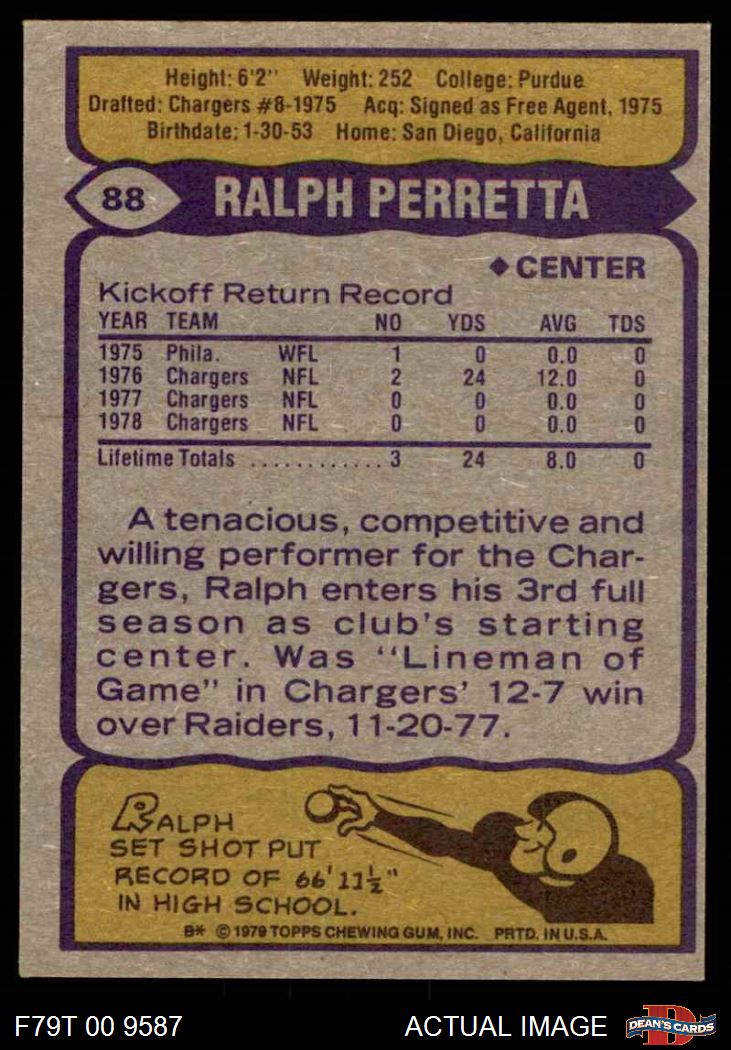 Height: 6'2" Weight: 252 College: Purdue
Drafted: Chargers #8-1975 Acq: Signed as Free Agent, 1975
Birthdate: 1-30-53 Home: San Diego, California
88 RALPH PERRETTA
◆ CENTER
Kickoff Return Record
YEAR TEAM NO YDS AVG TDS
1975 Phila. WFL 1 0 0.0 0
1976 Chargers NFL 2 24 12.0 0
1977 Chargers NFL 0 0 0.0 0
1978 Chargers NFL 0 0 0.0 0
Lifetime Totals ............ 3 24 8.0 0
A tenacious, competitive and
willing performer for the Char-
gers, Ralph enters his 3rd full
season as club's starting
center. Was "Lineman of
Game" in Chargers' 12-7 win
over Raiders, 11-20-77.
RALPH
SET SHOT PUT
RECORD OF 66' 11½"
IN HIGH SCHOOL.
B* © 1979 TOPPS CHEWING GUM, INC. PRTD. IN U.S.A.
F79T 00 9587 ACTUAL IMAGE D DEAN'S CARDS